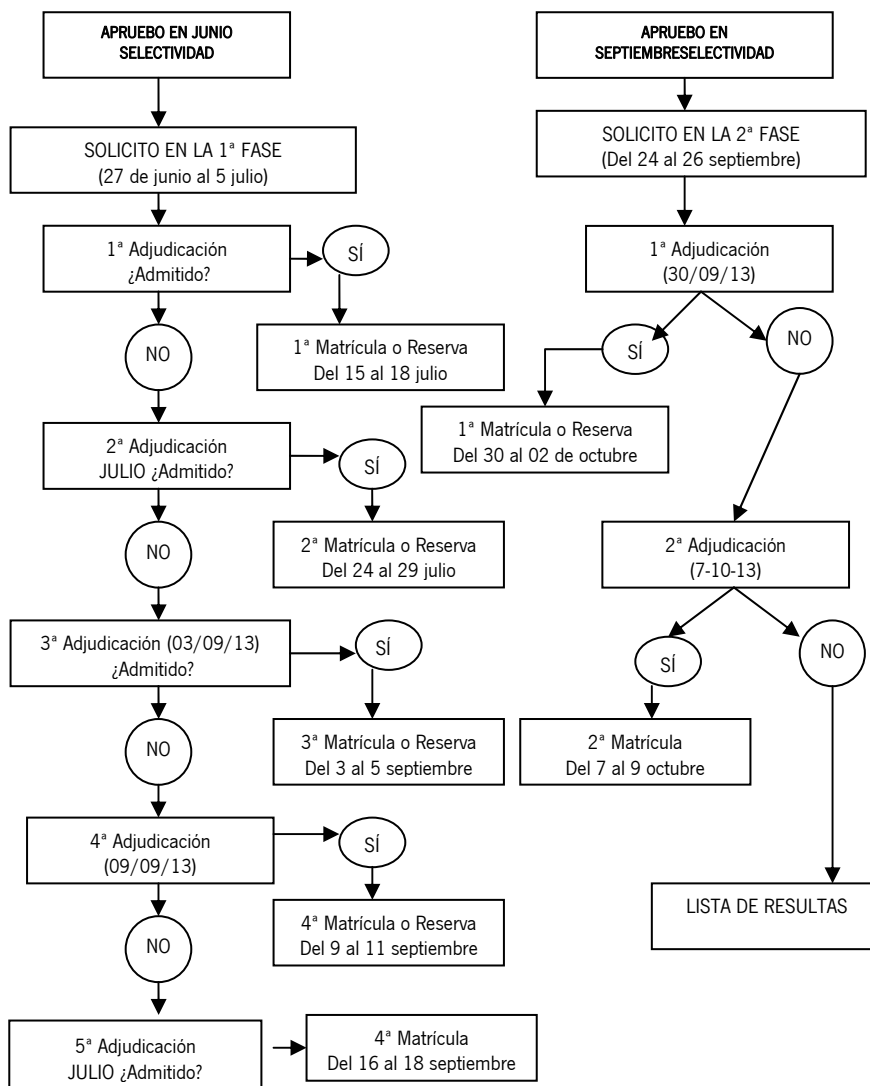 APRUEBO EN JUNIO
SELECTIVIDAD
SOLICITO EN LA 1ª FASE
(27 de junio al 5 julio)
1ª Adjudicación
¿Admitido?
SÍ
NO
1ª Matrícula o Reserva
Del 15 al 18 julio
2ª Adjudicación
JULIO ¿Admitido?
SÍ
NO
2ª Matrícula o Reserva
Del 24 al 29 julio
3ª Adjudicación (03/09/13)
¿Admitido?
SÍ
NO
3ª Matrícula o Reserva
Del 3 al 5 septiembre
4ª Adjudicación
(09/09/13)
SÍ
NO
4ª Matrícula o Reserva
Del 9 al 11 septiembre
5ª Adjudicación
JULIO ¿Admitido?
4ª Matrícula
Del 16 al 18 septiembre
APRUEBO EN
SEPTIEMBRESELECTIVIDAD
SOLICITO EN LA 2ª FASE
(Del 24 al 26 septiembre)
1ª Adjudicación
(30/09/13)
SÍ
NO
1ª Matrícula o Reserva
Del 30 al 02 de octubre
2ª Adjudicación
(7-10-13)
SÍ
NO
2ª Matrícula
Del 7 al 9 octubre
LISTA DE RESULTAS